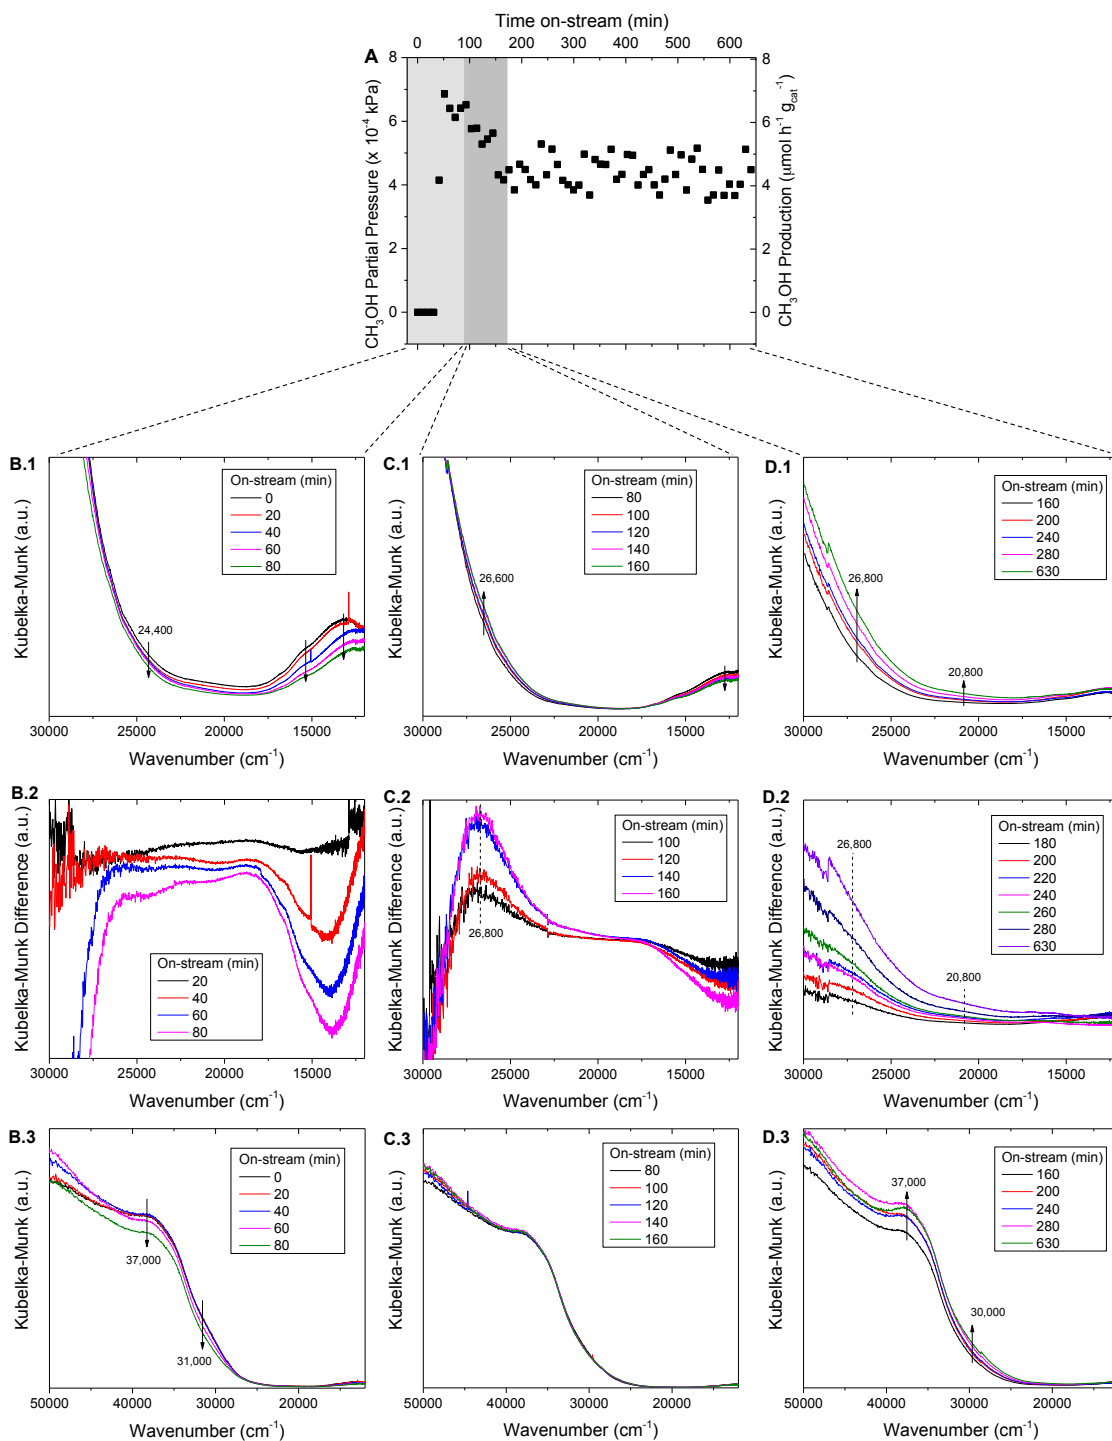 Time on-stream (min)
0 100 200 300 400 500 600
A
8
6
4
2
0
CH₃OH Partial Pressure (x 10⁻⁴ kPa)
8
6
4
2
0
CH₃OH Production (μmol h⁻¹ g_cat⁻¹)
B.1
Kubelka-Munk (a.u.)
On-stream (min)
0
20
40
60
80
24,400
30000 25000 20000 15000
Wavenumber (cm⁻¹)
C.1
Kubelka-Munk (a.u.)
On-stream (min)
80
100
120
140
160
26,600
30000 25000 20000 15000
Wavenumber (cm⁻¹)
D.1
Kubelka-Munk (a.u.)
On-stream (min)
160
200
240
280
630
26,800
20,800
30000 25000 20000 15000
Wavenumber (cm⁻¹)
B.2
Kubelka-Munk Difference (a.u.)
On-stream (min)
20
40
60
80
30000 25000 20000 15000
Wavenumber (cm⁻¹)
C.2
Kubelka-Munk Difference (a.u.)
On-stream (min)
100
120
140
160
26,800
30000 25000 20000 15000
Wavenumber (cm⁻¹)
D.2
Kubelka-Munk Difference (a.u.)
On-stream (min)
180
200
220
240
260
280
630
26,800
20,800
30000 25000 20000 15000
Wavenumber (cm⁻¹)
B.3
Kubelka-Munk (a.u.)
On-stream (min)
0
20
40
60
80
37,000
31,000
50000 40000 30000 20000
Wavenumber (cm⁻¹)
C.3
Kubelka-Munk (a.u.)
On-stream (min)
80
100
120
140
160
50000 40000 30000 20000
Wavenumber (cm⁻¹)
D.3
Kubelka-Munk (a.u.)
On-stream (min)
160
200
240
280
630
37,000
30,000
50000 40000 30000 20000
Wavenumber (cm⁻¹)